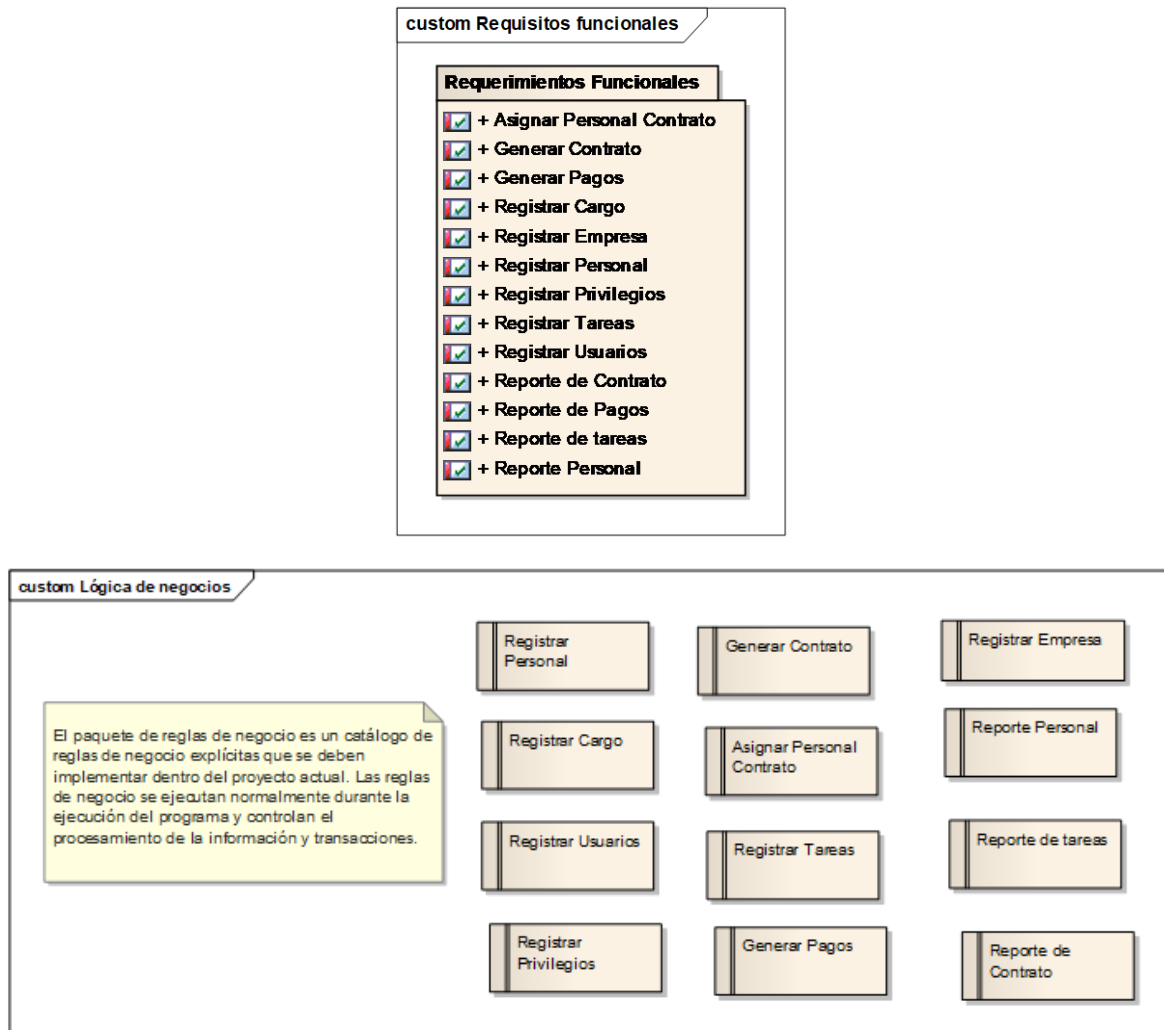 custom Requisitos funcionales
Requerimientos Funcionales
+ Asignar Personal Contrato
+ Generar Contrato
+ Generar Pagos
+ Registrar Cargo
+ Registrar Empresa
+ Registrar Personal
+ Registrar Privilegios
+ Registrar Tareas
+ Registrar Usuarios
+ Reporte de Contrato
+ Reporte de Pagos
+ Reporte de tareas
+ Reporte Personal
custom Lógica de negocios
El paquete de reglas de negocio es un catálogo de
reglas de negocio explícitas que se deben
implementar dentro del proyecto actual. Las reglas
de negocio se ejecutan normalmente durante la
ejecución del programa y controlan el
procesamiento de la información y transacciones.
Registrar
Personal
Generar Contrato
Registrar Empresa
Registrar Cargo
Asignar Personal
Contrato
Reporte Personal
Registrar Usuarios
Registrar Tareas
Reporte de tareas
Registrar
Privilegios
Generar Pagos
Reporte de
Contrato